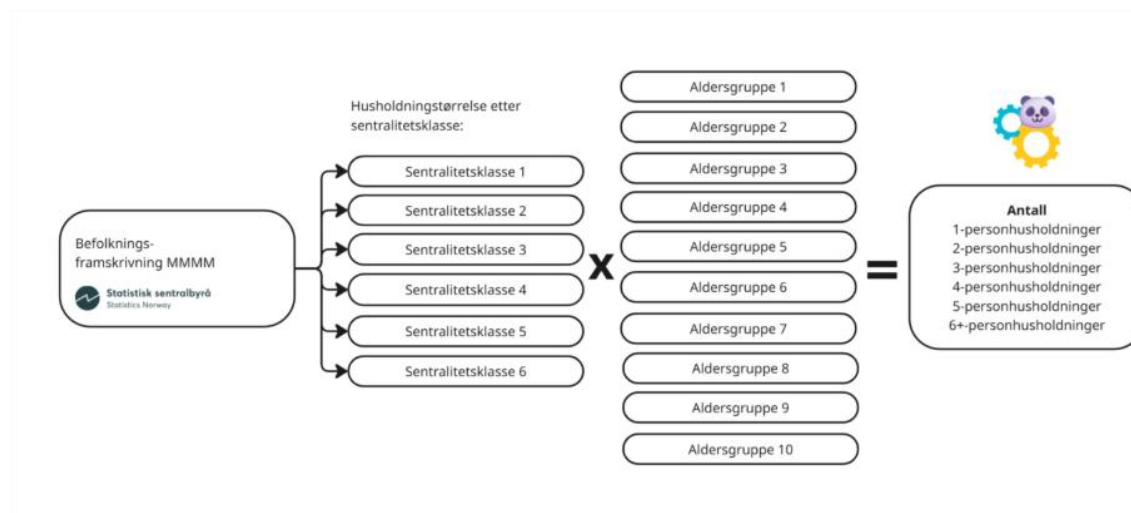 Befolknings-
framskrivning MMMM
Statistisk sentralbyrå
Statistics Norway
Husholdningstørrelse etter
sentralitetsklasse:
Sentralitetsklasse 1
Sentralitetsklasse 2
Sentralitetsklasse 3
Sentralitetsklasse 4
Sentralitetsklasse 5
Sentralitetsklasse 6
X
Aldersgruppe 1
Aldersgruppe 2
Aldersgruppe 3
Aldersgruppe 4
Aldersgruppe 5
Aldersgruppe 6
Aldersgruppe 7
Aldersgruppe 8
Aldersgruppe 9
Aldersgruppe 10
=
Antall
1-personhusholdninger
2-personhusholdninger
3-personhusholdninger
4-personhusholdninger
5-personhusholdninger
6+-personhusholdninger